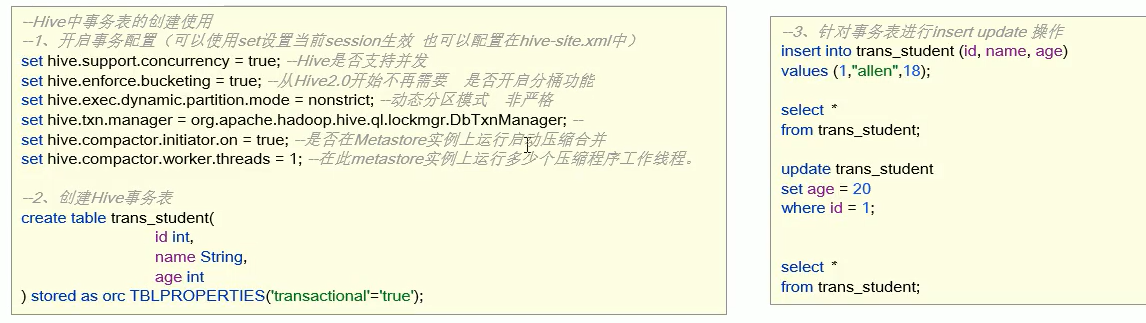 --Hive中事务表的创建使用
--1、开启事务配置（可以使用set设置当前session生效 也可以配置在hive-site.xml中）
set hive.support.concurrency = true; --Hive是否支持并发
set hive.enforce.bucketing = true; --从Hive2.0开始不再需要 是否开启分桶功能
set hive.exec.dynamic.partition.mode = nonstrict; --动态分区模式 非严格
set hive.txn.manager = org.apache.hadoop.hive.ql.lockmgr.DbTxnManager; --
set hive.compactor.initiator.on = true; --是否在Metastore实例上运行启动压缩合并
set hive.compactor.worker.threads = 1; --在此metastore实例上运行多少个压缩程序工作线程。
--2、创建Hive事务表
create table trans_student(
id int,
name String,
age int
) stored as orc TBLPROPERTIES('transactional'='true');
--3、针对事务表进行insert update 操作
insert into trans_student (id, name, age)
values (1,"allen",18);
select *
from trans_student;
update trans_student
set age = 20
where id = 1;
select *
from trans_student;